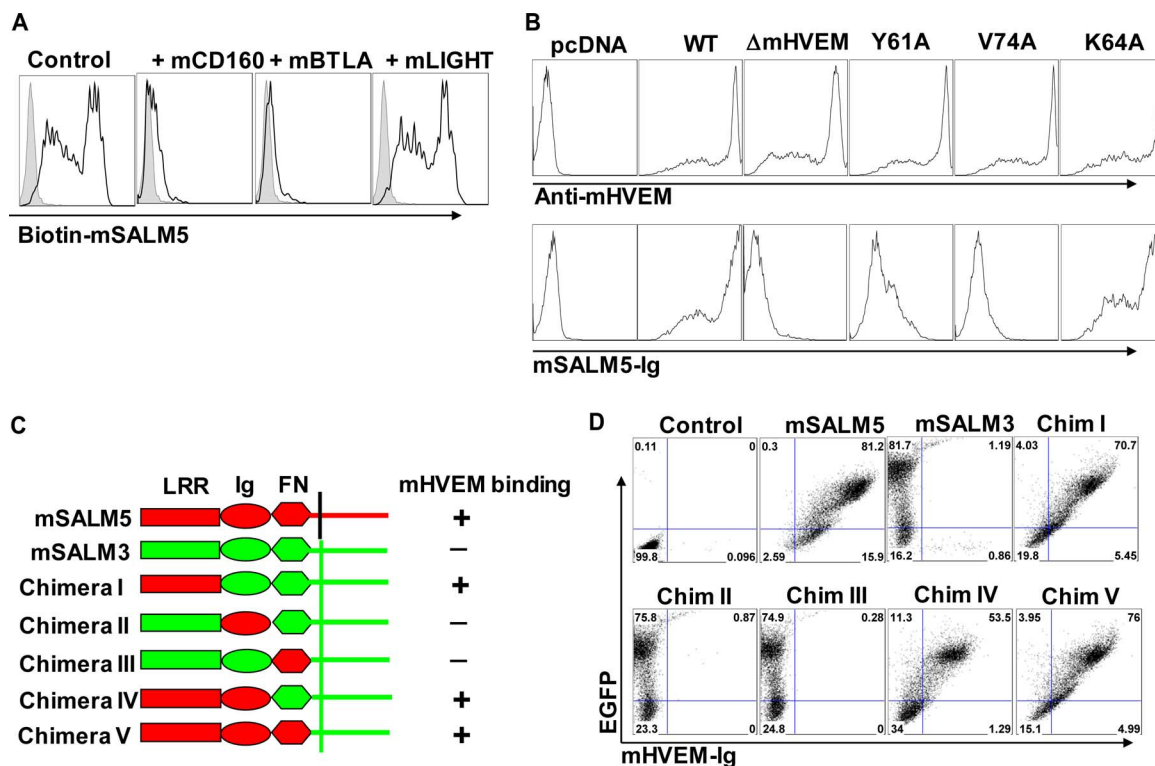 A
Control + mCD160 + mBTLA + mLIGHT
Biotin-mSALM5
B
pcDNA WT ΔmHVEM Y61A V74A K64A
Anti-mHVEM
mSALM5-Ig
C
LRR Ig FN mHVEM binding
mSALM5 +
mSALM3 −
Chimera I +
Chimera II −
Chimera III −
Chimera IV +
Chimera V +
D
Control mSALM5 mSALM3 Chim I
0.11 0 0.3 81.2 81.7 1.19 4.03 70.7
99.8 0.096 2.59 15.9 16.2 0.86 19.8 5.45
Chim II Chim III Chim IV Chim V
75.8 0.87 74.9 0.28 11.3 53.5 3.95 76
23.3 0 24.8 0 34 1.29 15.1 4.99
EGFP
mHVEM-Ig